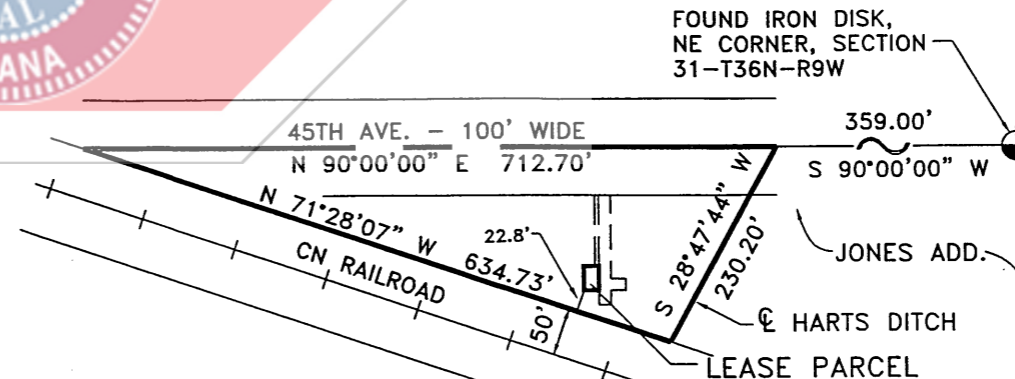 AL
ANA
FOUND IRON DISK,
NE CORNER, SECTION
31-T36N-R9W
45TH AVE. - 100' WIDE
N 90°00'00" E 712.70'
359.00'
S 90°00'00" W
N 71°28'07" W 634.73'
CN RAILROAD
22.8'
50'
S 28°47'44" W
230.20'
JONES ADD.
℄ HARTS DITCH
LEASE PARCEL